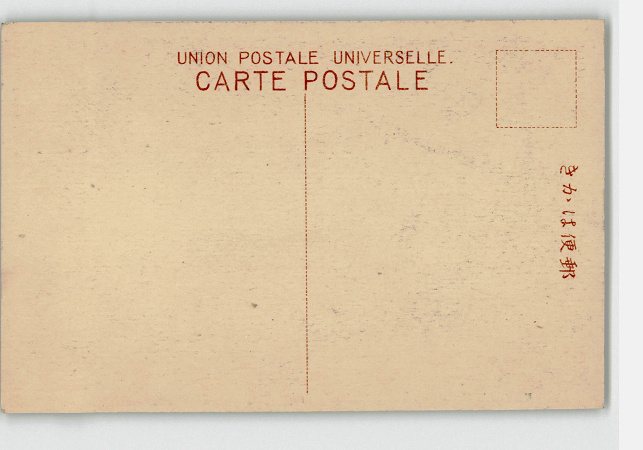 UNION POSTALE UNIVERSELLE.
CARTE POSTALE
きかは便郵